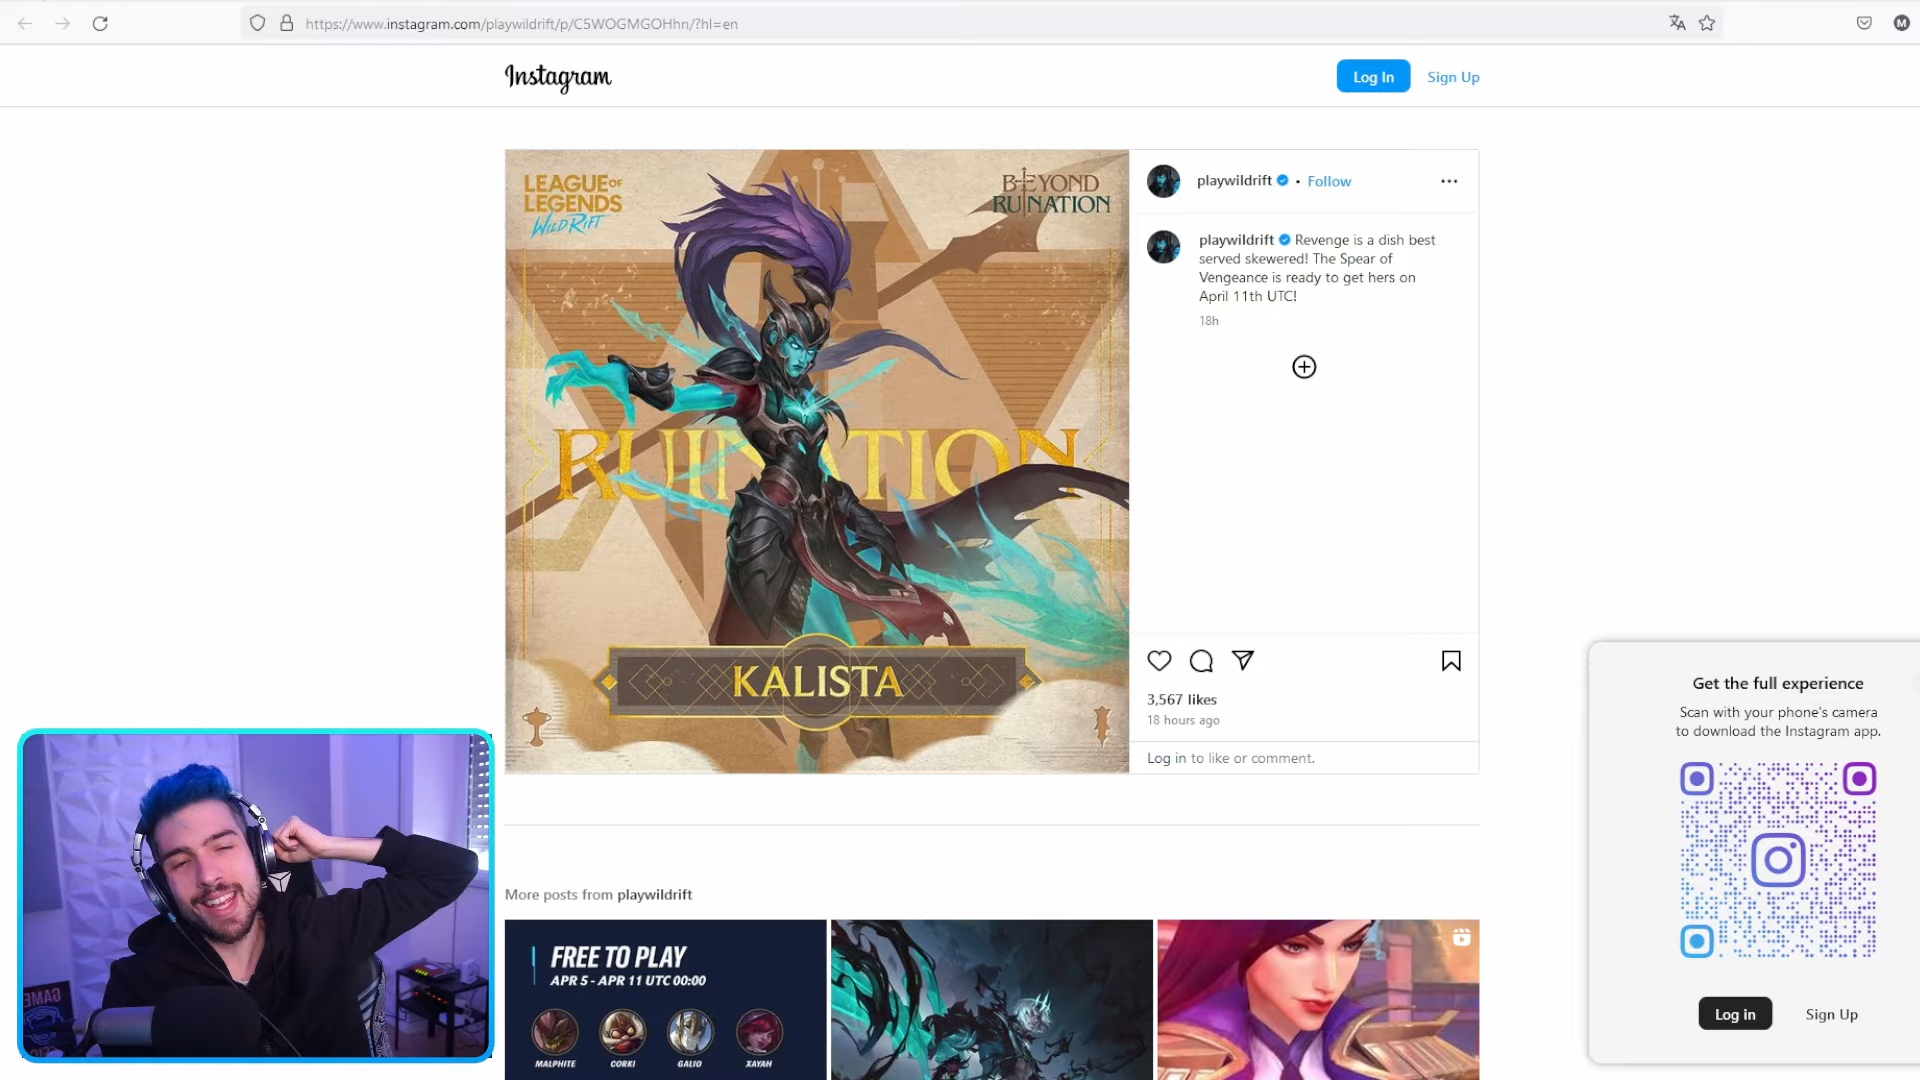 https://www.instagram.com/playwildrift/p/C5WOGMGOHhn/?hl=en
M
Instagram
Log In
Sign Up
LEAGUE OF
LEGENDS
WILD RIFT
BEYOND
RUINATION
RUINATION
KALISTA
playwildrift • Follow
playwildrift Revenge is a dish best
served skewered! The Spear of
Vengeance is ready to get hers on
April 11th UTC!
18h
3,567 likes
18 hours ago
Log in to like or comment.
Get the full experience
Scan with your phone's camera
to download the Instagram app.
Log in
Sign Up
More posts from playwildrift
FREE TO PLAY
APR 5 - APR 11 UTC 00:00
MALPHITE
CORKI
GALIO
XAYAH